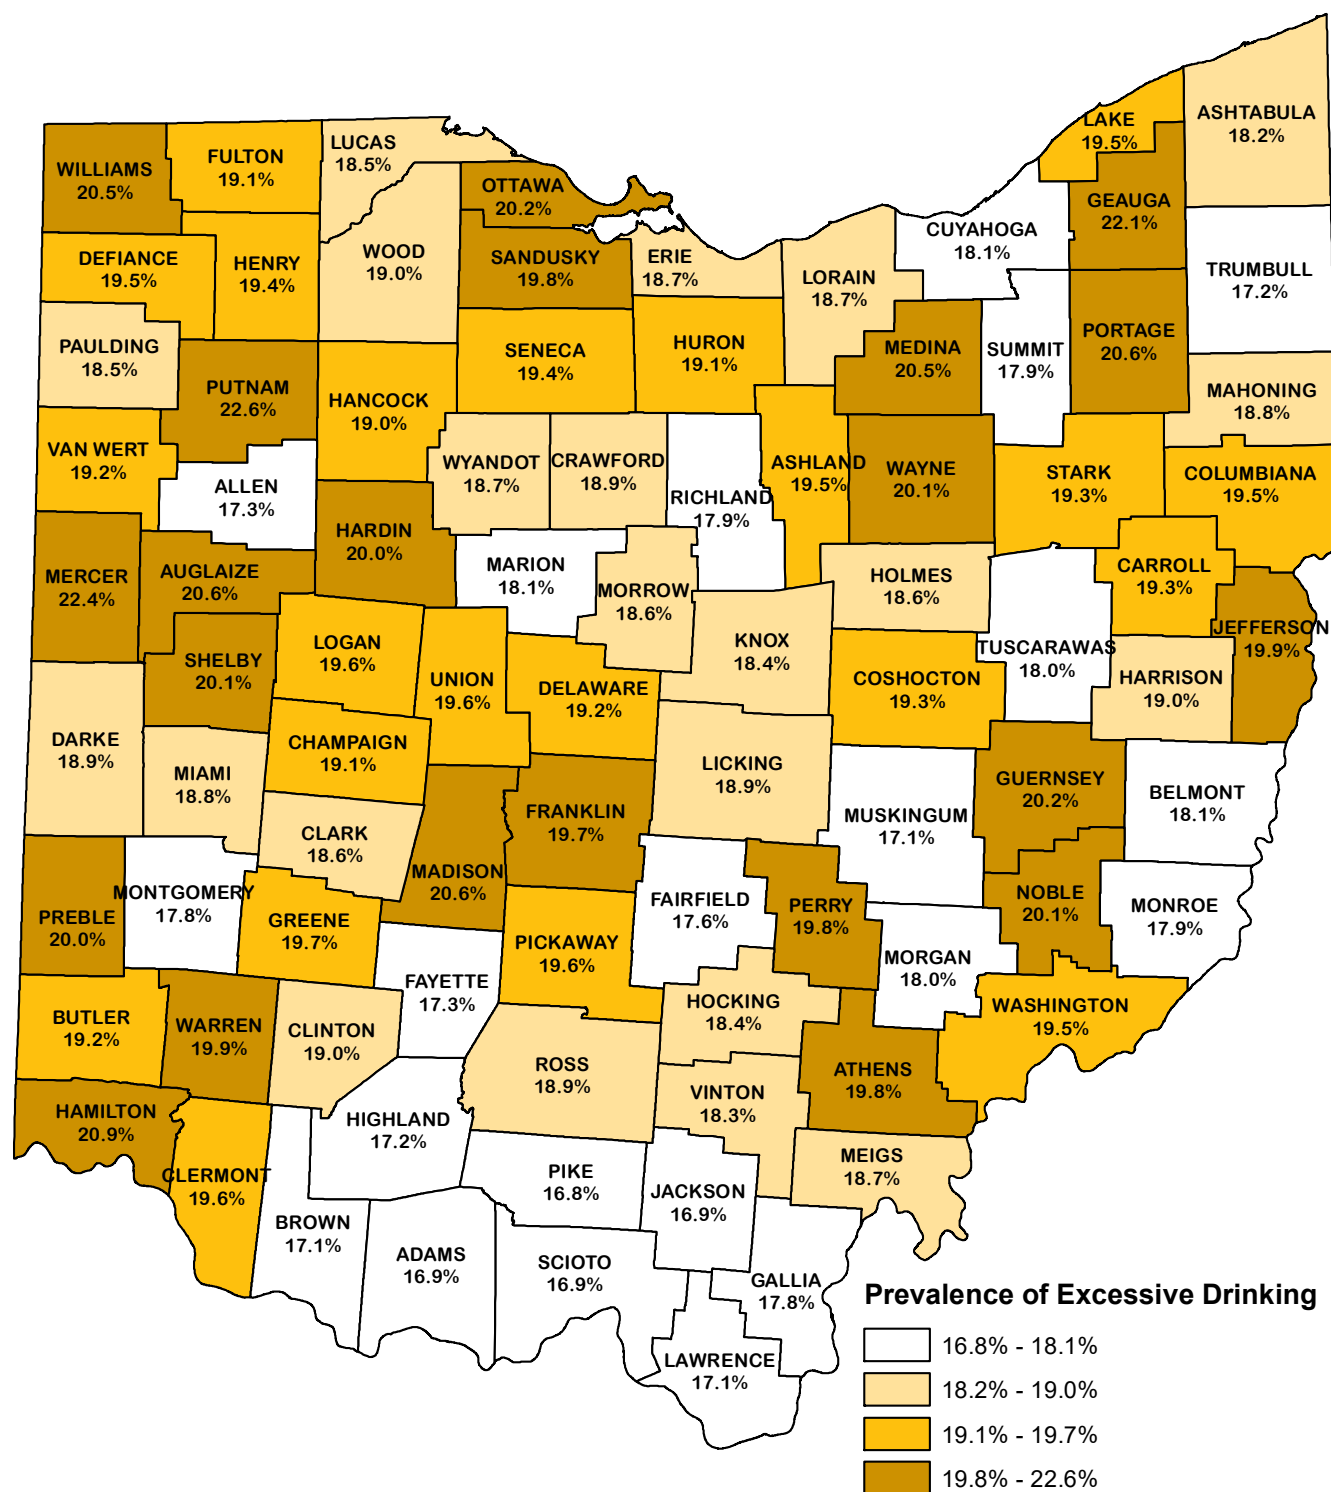 ASHTABULA
18.2%
LAKE
19.5%
LUCAS
18.5%
FULTON
19.1%
WILLIAMS
20.5%
OTTAWA
20.2%
GEAUGA
22.1%
CUYAHOGA
18.1%
WOOD
19.0%
SANDUSKY
19.8%
ERIE
18.7%
DEFIANCE
19.5%
HENRY
19.4%
LORAIN
18.7%
TRUMBULL
17.2%
PAULDING
18.5%
SENECA
19.4%
HURON
19.1%
MEDINA
20.5%
SUMMIT
17.9%
PORTAGE
20.6%
PUTNAM
22.6%
HANCOCK
19.0%
MAHONING
18.8%
VAN WERT
19.2%
WYANDOT
18.7%
CRAWFORD
18.9%
ASHLAND
19.5%
WAYNE
20.1%
STARK
19.3%
COLUMBIANA
19.5%
ALLEN
17.3%
RICHLAND
17.9%
HARDIN
20.0%
MERCER
22.4%
AUGLAIZE
20.6%
MARION
18.1%
MORROW
18.6%
HOLMES
18.6%
CARROLL
19.3%
JEFFERSON
19.9%
LOGAN
19.6%
KNOX
18.4%
TUSCARAWAS
18.0%
SHELBY
20.1%
UNION
19.6%
DELAWARE
19.2%
COSHOCTON
19.3%
HARRISON
19.0%
DARKE
18.9%
CHAMPAIGN
19.1%
MIAMI
18.8%
LICKING
18.9%
GUERNSEY
20.2%
BELMONT
18.1%
MUSKINGUM
17.1%
FRANKLIN
19.7%
CLARK
18.6%
MADISON
20.6%
MONTGOMERY
17.8%
FAIRFIELD
17.6%
PERRY
19.8%
NOBLE
20.1%
MONROE
17.9%
PREBLE
20.0%
GREENE
19.7%
PICKAWAY
19.6%
MORGAN
18.0%
FAYETTE
17.3%
HOCKING
18.4%
WASHINGTON
19.5%
BUTLER
19.2%
WARREN
19.9%
CLINTON
19.0%
ROSS
18.9%
ATHENS
19.8%
VINTON
18.3%
HAMILTON
20.9%
HIGHLAND
17.2%
MEIGS
18.7%
CLERMONT
19.6%
PIKE
16.8%
JACKSON
16.9%
BROWN
17.1%
ADAMS
16.9%
SCIOTO
16.9%
GALLIA
17.8%
LAWRENCE
17.1%
Prevalence of Excessive Drinking
16.8% - 18.1%
18.2% - 19.0%
19.1% - 19.7%
19.8% - 22.6%